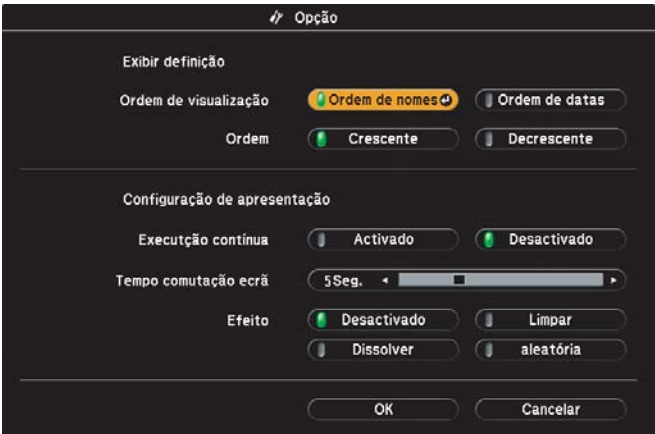 Opção
Exibir definição
Ordem de visualização Ordem de nomes Ordem de datas
Ordem Crescente Decrescente
Configuração de apresentação
Executção contínua Activado Desactivado
Tempo comutação ecrã 5Seg.
Efeito Desactivado Limpar
Dissolver aleatória
OK Cancelar